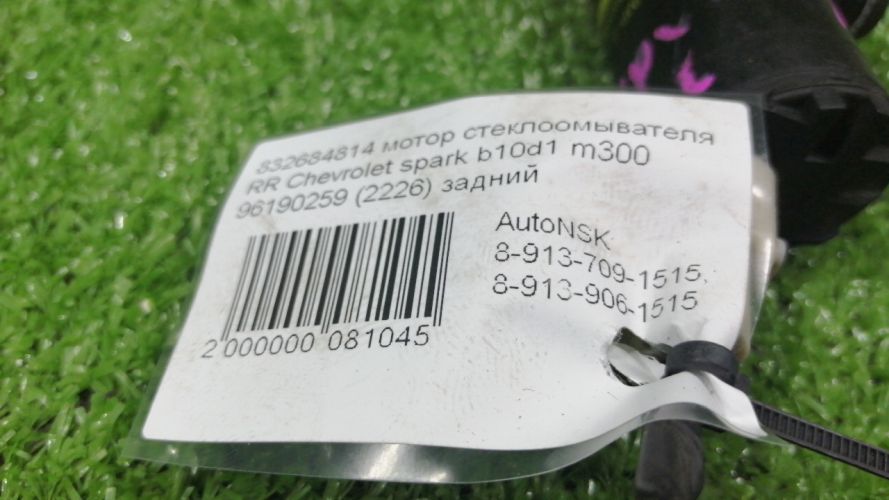 832684814 мотор стеклоомывателя
RR Chevrolet spark b10d1 m300
96190259 (2226) задний
AutoNSK
8-913-709-1515,
8-913-906-1515
2 000000 081045